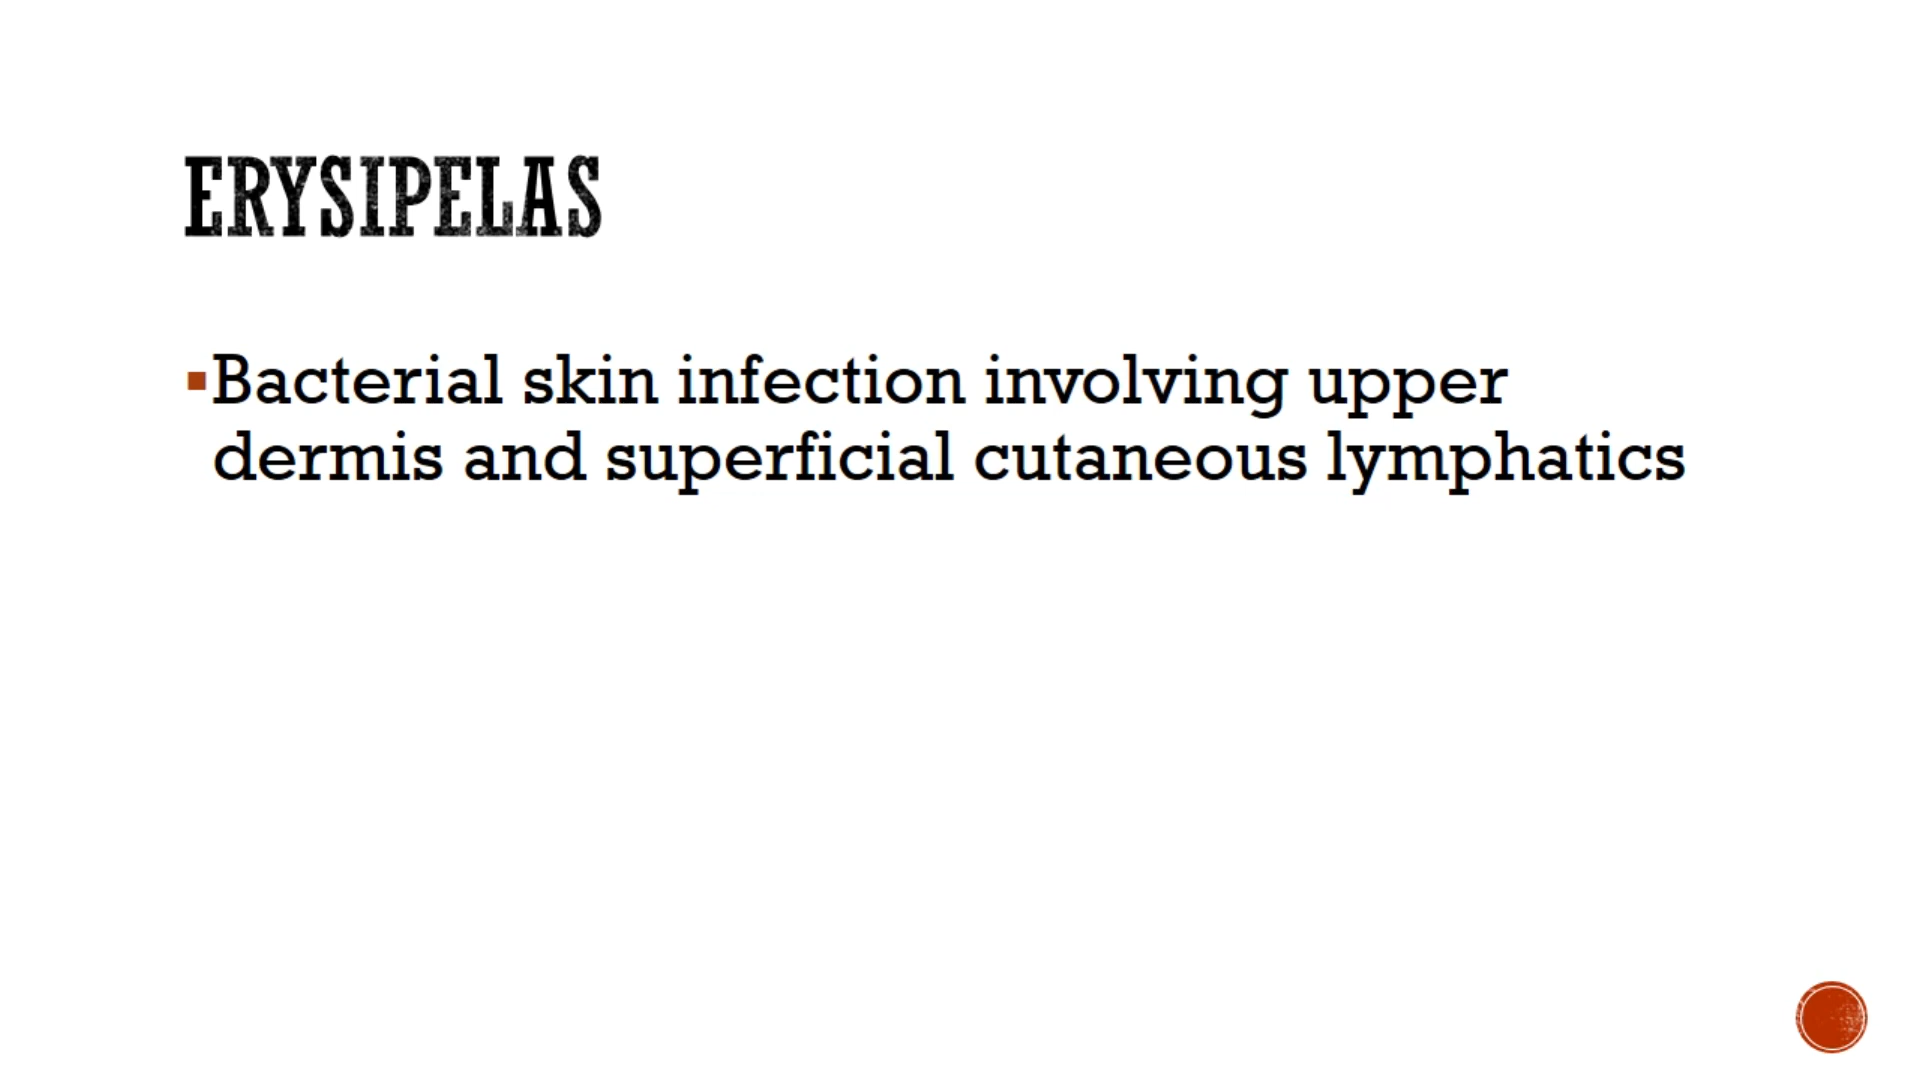 ERYSIPELAS
▪Bacterial skin infection involving upper
dermis and superficial cutaneous lymphatics